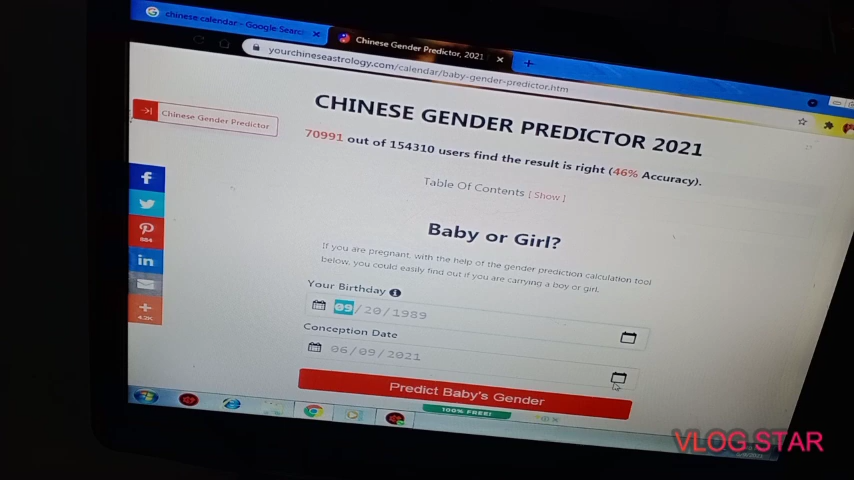 chinese calendar - Google Searc
Chinese Gender Predictor, 2021
yourchineseastrology.com/calendar/baby-gender-predictor.htm
Chinese Gender Predictor
CHINESE GENDER PREDICTOR 2021
70991 out of 154310 users find the result is right (46% Accuracy).
Table Of Contents [ Show ]
Baby or Girl?
If you are pregnant, with the help of the gender prediction calculation tool
below, you could easily find out if you are carrying a boy or girl.
Your Birthday
09/20/1989
Conception Date
06/09/2021
Predict Baby's Gender
100% FREE!
884
4.2K
VLOG STAR